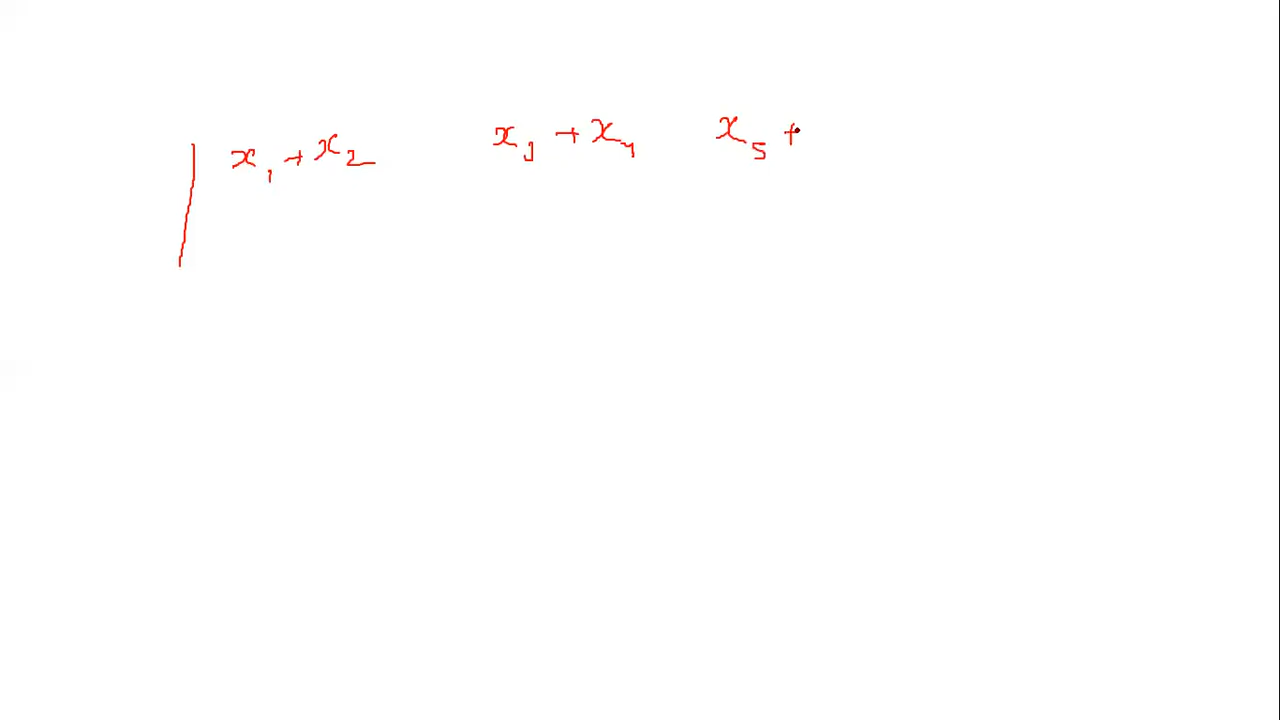 | x₁ + x₂ x₃ + x₄ x₅ +